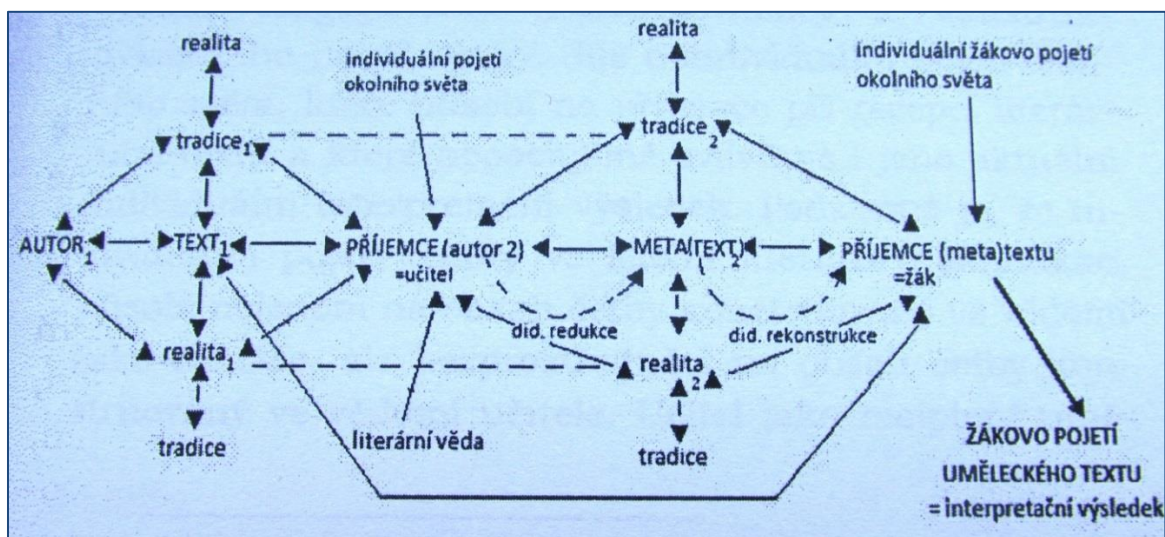 realita
realita
individuální pojetí
okolního světa
individuální žákovo pojetí
okolního světa
tradice1
tradice2
AUTOR1
TEXT1
PŘÍJEMCE (autor 2)
=učitel
META(TEXT)2
PŘÍJEMCE (meta)textu
=žák
did. redukce
did. rekonstrukce
realita1
realita2
literární věda
tradice
tradice
ŽÁKOVO POJETÍ
UMĚLECKÉHO TEXTU
= interpretační výsledek